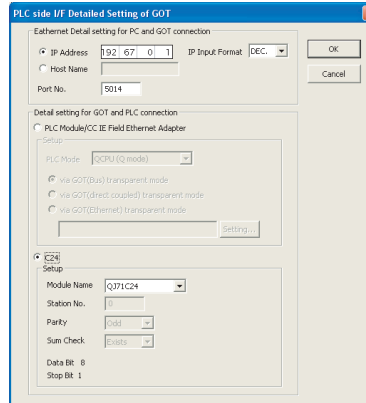 PLC side I/F Detailed Setting of GOT
Eathernet Detail setting for PC and GOT connection
IP Address 192 67 0 1 IP Input Format DEC.
OK
Host Name
Cancel
Port No. 5014
Detail setting for GOT and PLC connection
PLC Module/CC IE Field Ethernet Adapter
Setup
PLC Mode QCPU (Q mode)
via GOT(Bus) transparent mode
via GOT(direct coupled) transparent mode
via GOT(Ethernet) transparent mode
Setting...
C24
Setup
Module Name QJ71C24
Station No. 0
Parity Odd
Sum Check Exists
Data Bit 8
Stop Bit 1